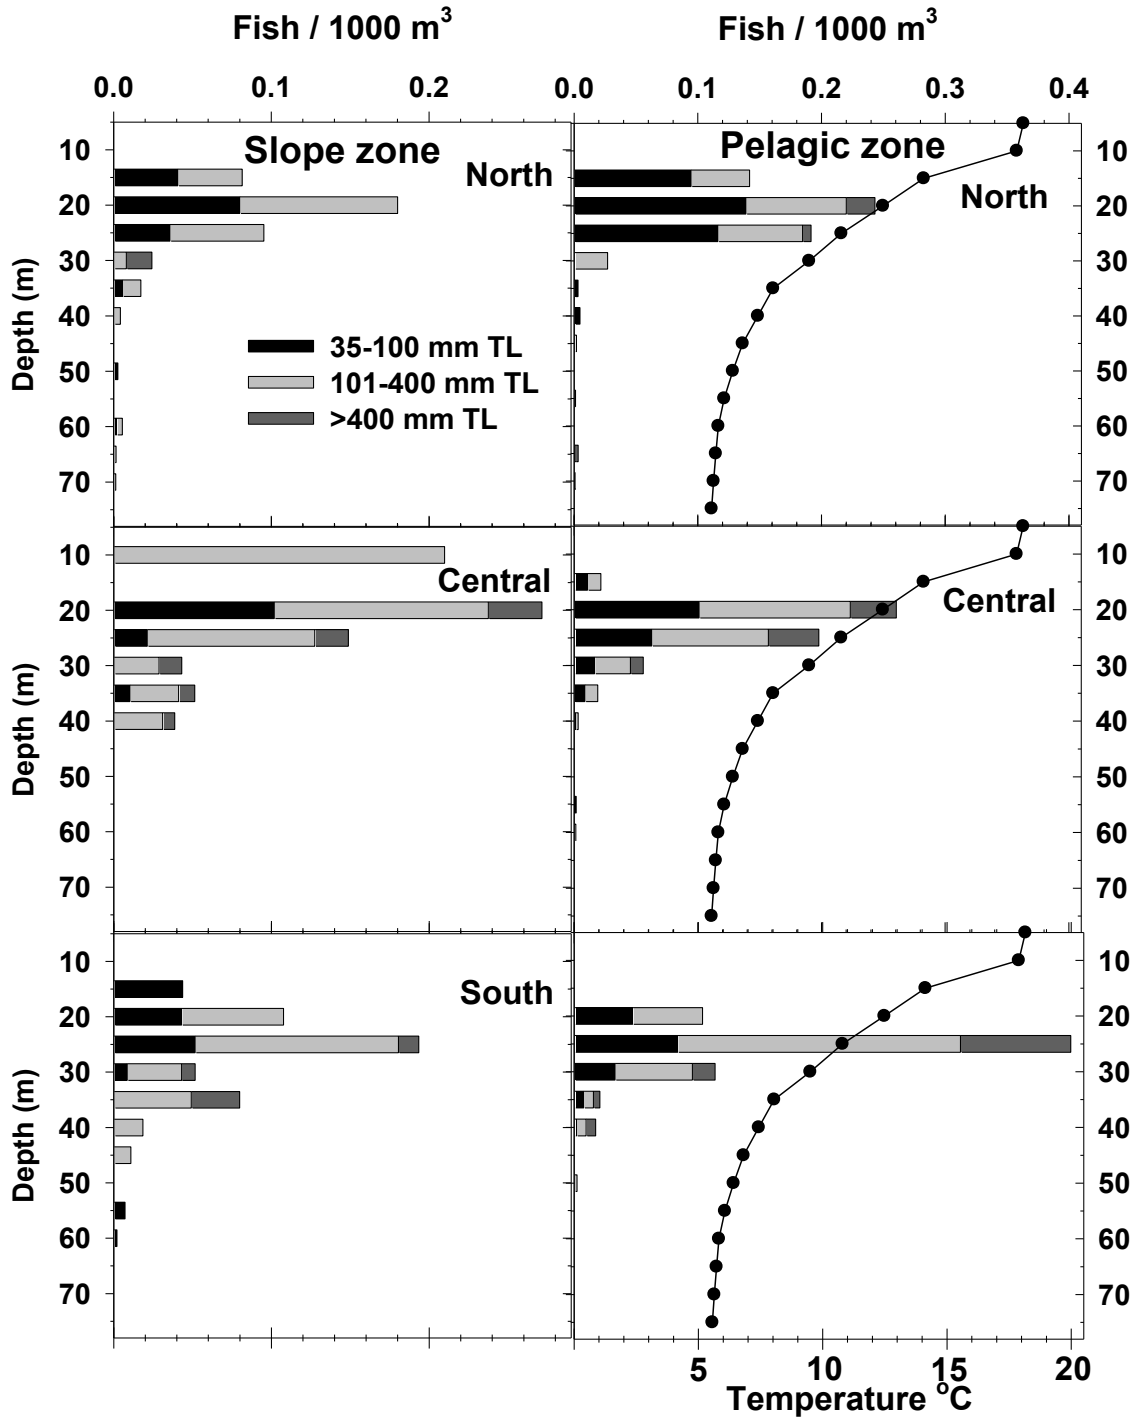 Fish / 1000 m³ Fish / 1000 m³
0.0 0.1 0.2 0.0 0.1 0.2 0.3 0.4
Slope zone Pelagic zone
North North
Depth (m)
10 20 30 40 50 60 70
35-100 mm TL
101-400 mm TL
>400 mm TL
10 20 30 40 50 60 70
Central Central
Depth (m)
10 20 30 40 50 60 70
10 20 30 40 50 60 70
South
Depth (m)
10 20 30 40 50 60 70
10 20 30 40 50 60 70
5 10 15 20
Temperature °C